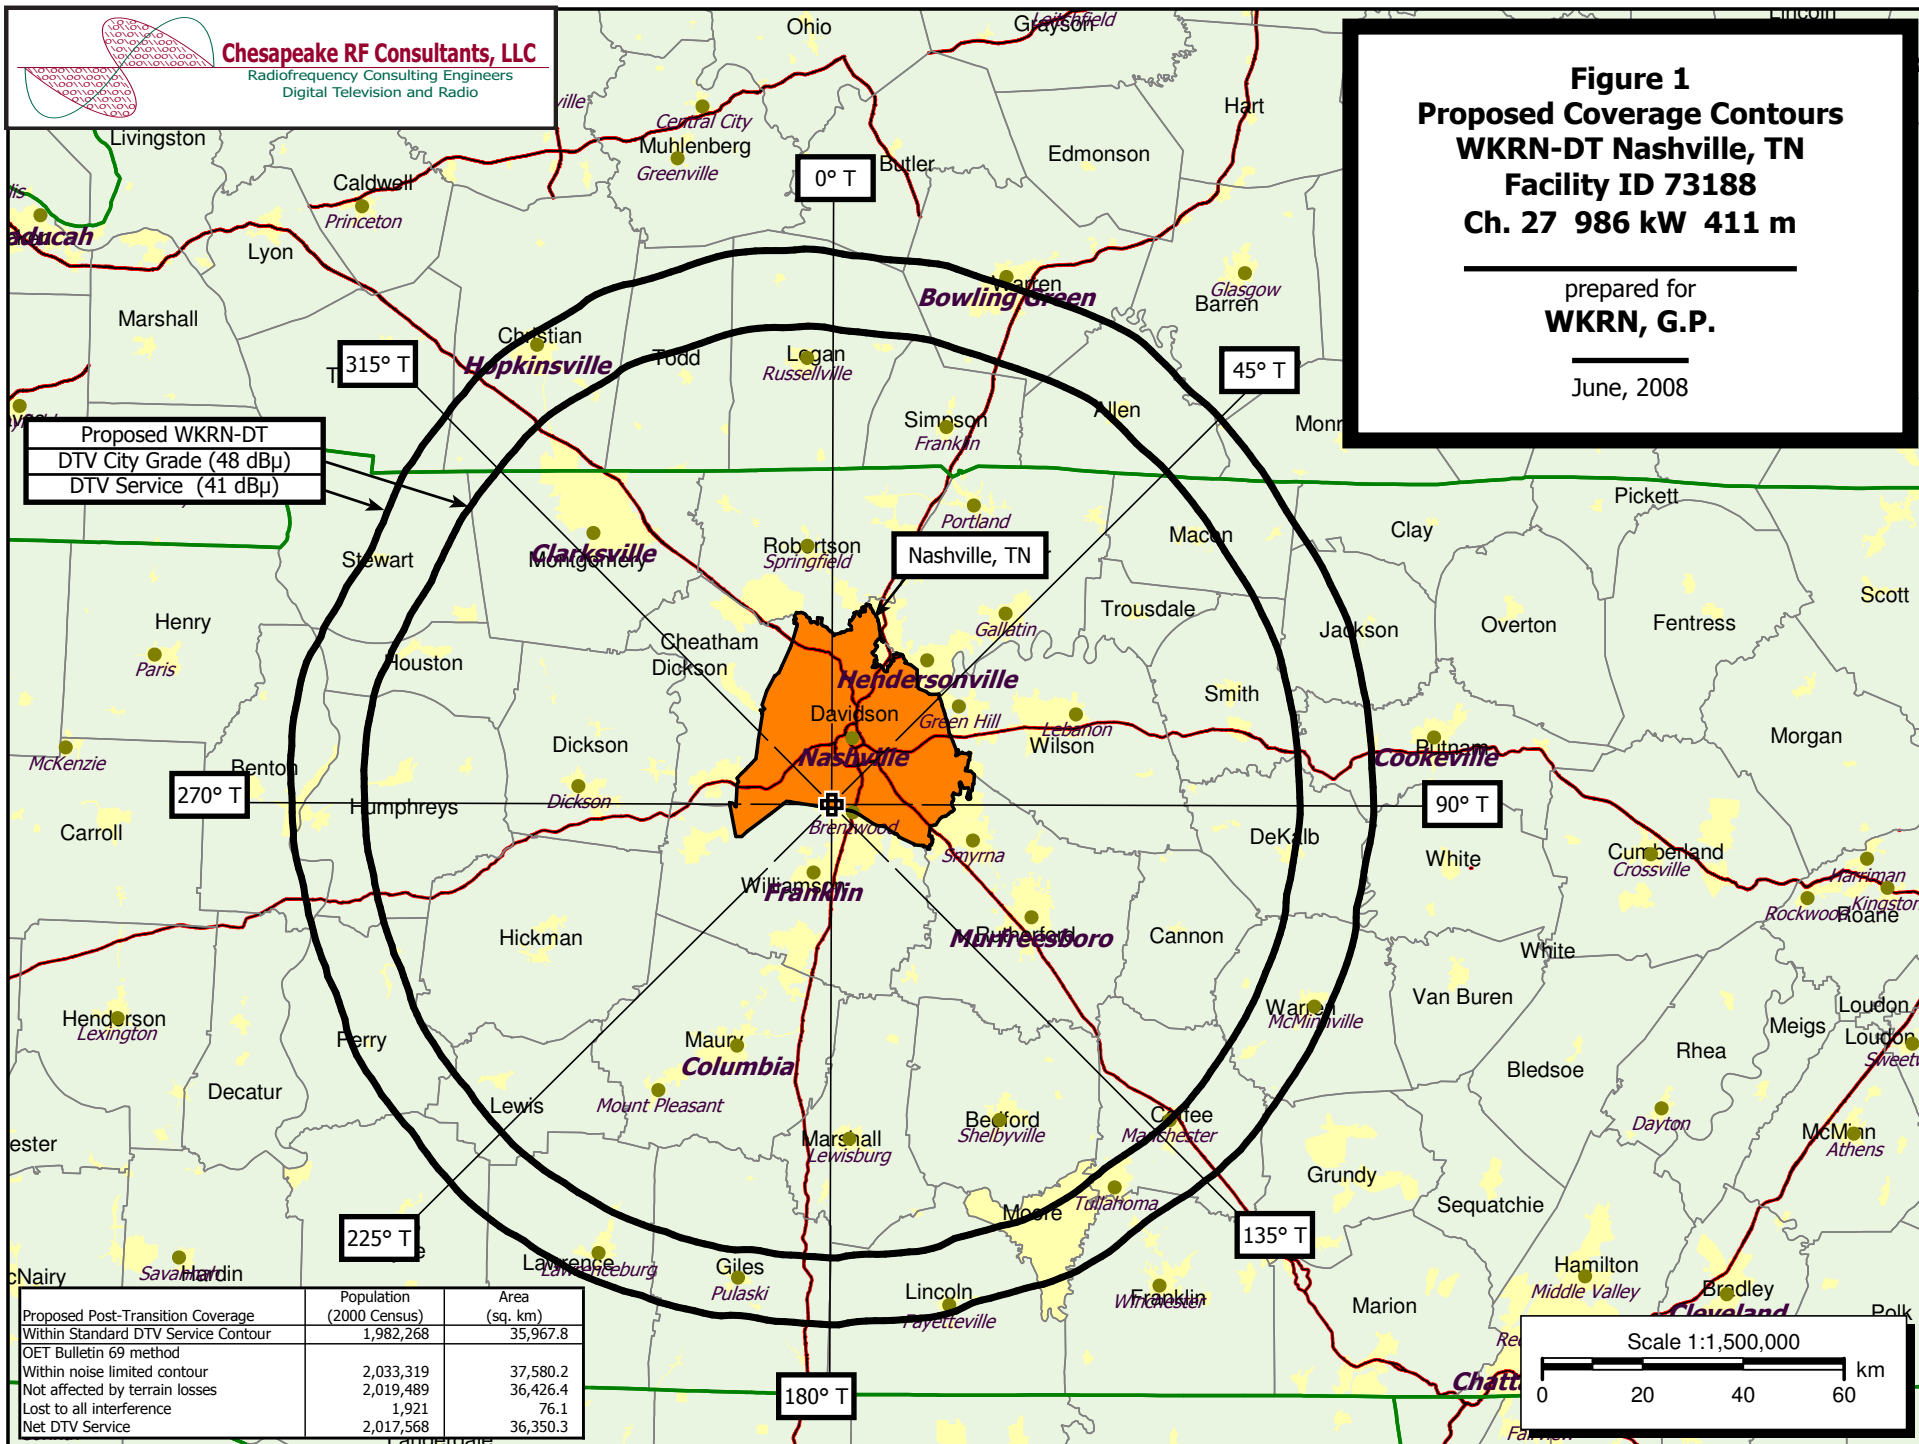 Chesapeake RF Consultants, LLC
Radiofrequency Consulting Engineers
Digital Television and Radio
Figure 1
Proposed Coverage Contours
WKRN-DT Nashville, TN
Facility ID 73188
Ch. 27 986 kW 411 m
prepared for
WKRN, G.P.
June, 2008
Ohio
Grayson
Leitchfield
Lincoln
Hart
Central City
Muhlenberg
Greenville
Butler
Edmonson
Livingston
Caldwell
Princeton
Lyon
0° T
Warren
Bowling Green
Glasgow
Barren
Marshall
Christian
Hopkinsville
Todd
Logan
Russellville
315° T
45° T
Allen
Simpson
Franklin
Proposed WKRN-DT
DTV City Grade (48 dBµ)
DTV Service (41 dBµ)
Pickett
Portland
Clay
Macon
Stewart
Clarksville
Montgomery
Robertson
Springfield
Nashville, TN
Scott
Henry
Paris
Trousdale
Gallatin
Jackson
Overton
Fentress
Cheatham
Dickson
Houston
Hendersonville
Smith
Davidson
Green Hill
Lebanon
Wilson
Dickson
Nashville
Putnam
Cookeville
Morgan
McKenzie
Benton
270° T
Humphreys
Dickson
90° T
Carroll
Brentwood
Smyrna
DeKalb
White
Cumberland
Crossville
Harriman
Kingston
Rockwood
Roane
Williamson
Franklin
Hickman
Rutherford
Murfreesboro
Cannon
White
Van Buren
Warren
McMinnville
Henderson
Lexington
Perry
Maury
Columbia
Loudon
Meigs
Loudon
Rhea
Bledsoe
Decatur
Lewis
Mount Pleasant
Bedford
Shelbyville
Coffee
Manchester
Dayton
McMinn
Athens
Marshall
Lewisburg
Grundy
Tullahoma
Moore
Sequatchie
225° T
135° T
Savannah
Hardin
Lawrence
Lawrenceburg
Giles
Pulaski
Lincoln
Fayetteville
Franklin
Winchester
Marion
Hamilton
Middle Valley
Bradley
Cleveland
Polk
180° T
Proposed Post-Transition Coverage Population (2000 Census) Area (sq. km)
Within Standard DTV Service Contour 1,982,268 35,967.8
OET Bulletin 69 method
Within noise limited contour 2,033,319 37,580.2
Not affected by terrain losses 2,019,489 36,426.4
Lost to all interference 1,921 76.1
Net DTV Service 2,017,568 36,350.3
Scale 1:1,500,000
km
0 20 40 60